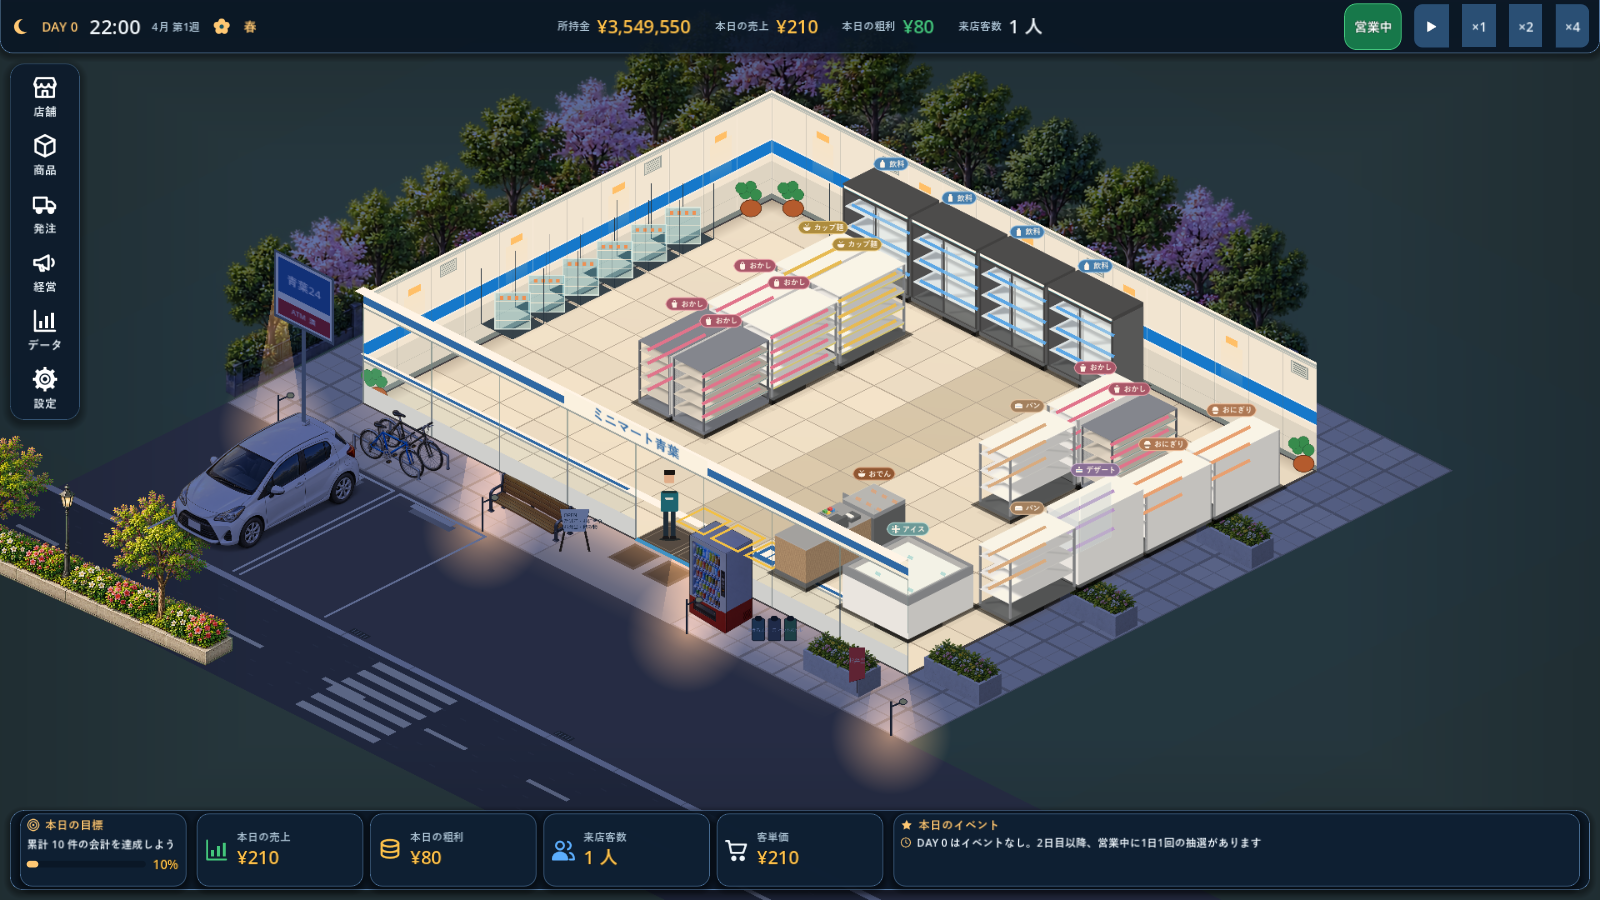 DAY 0 22:00 4月 第1週 春
所持金 ¥3,549,550 本日の売上 ¥210 本日の粗利 ¥80 来店客数 1 人
営業中 ×1 ×2 ×4
店舗
商品
発注
経営
データ
設定
飲料
飲料
飲料
飲料
カップ麺
カップ麺
おかし
おかし
おかし
おかし
青葉24
ATM 酒
おかし
おかし
パン
おにぎり
おにぎり
ミニマート青葉
デザート
おでん
パン
アイス
OPEN
本日の目標
累計 10 件の会計を達成しよう
10%
本日の売上
¥210
本日の粗利
¥80
来店客数
1 人
客単価
¥210
本日のイベント
DAY 0 はイベントなし。2日目以降、営業中に1日1回の抽選があります